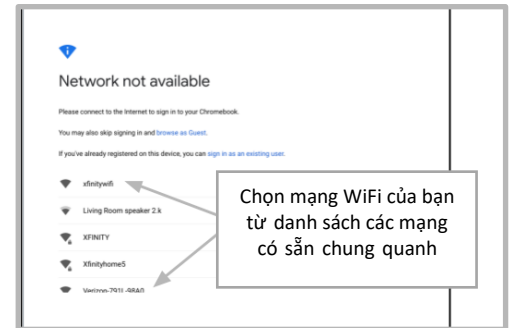 Network not available
Please connect to the Internet to sign in to your Chromebook.
You may also skip signing in and browse as Guest.
If you've already registered on this device, you can sign in as an existing user.
xfinitywifi
Living Room speaker 2.k
XFINITY
Xfinityhome5
Verizon-791L-98A0
Chọn mạng WiFi của bạn
từ danh sách các mạng
có sẵn chung quanh